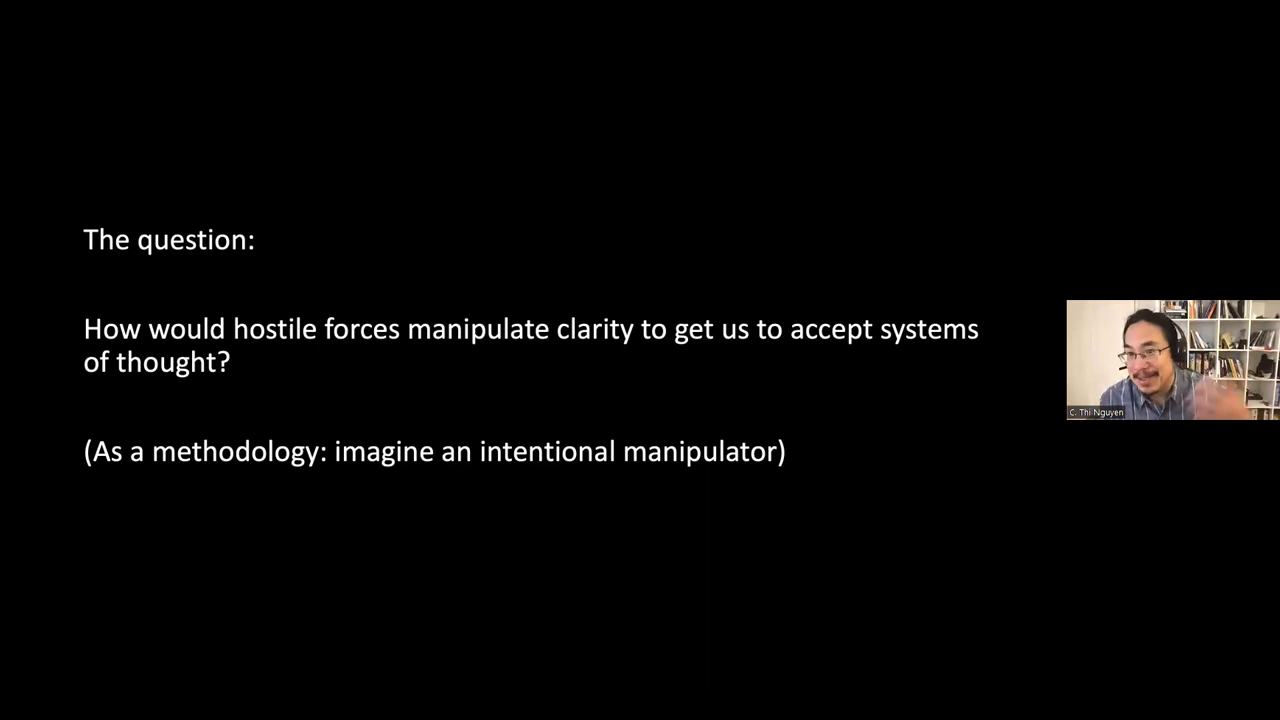 The question:
How would hostile forces manipulate clarity to get us to accept systems
of thought?
(As a methodology: imagine an intentional manipulator)
C. Thi Nguyen